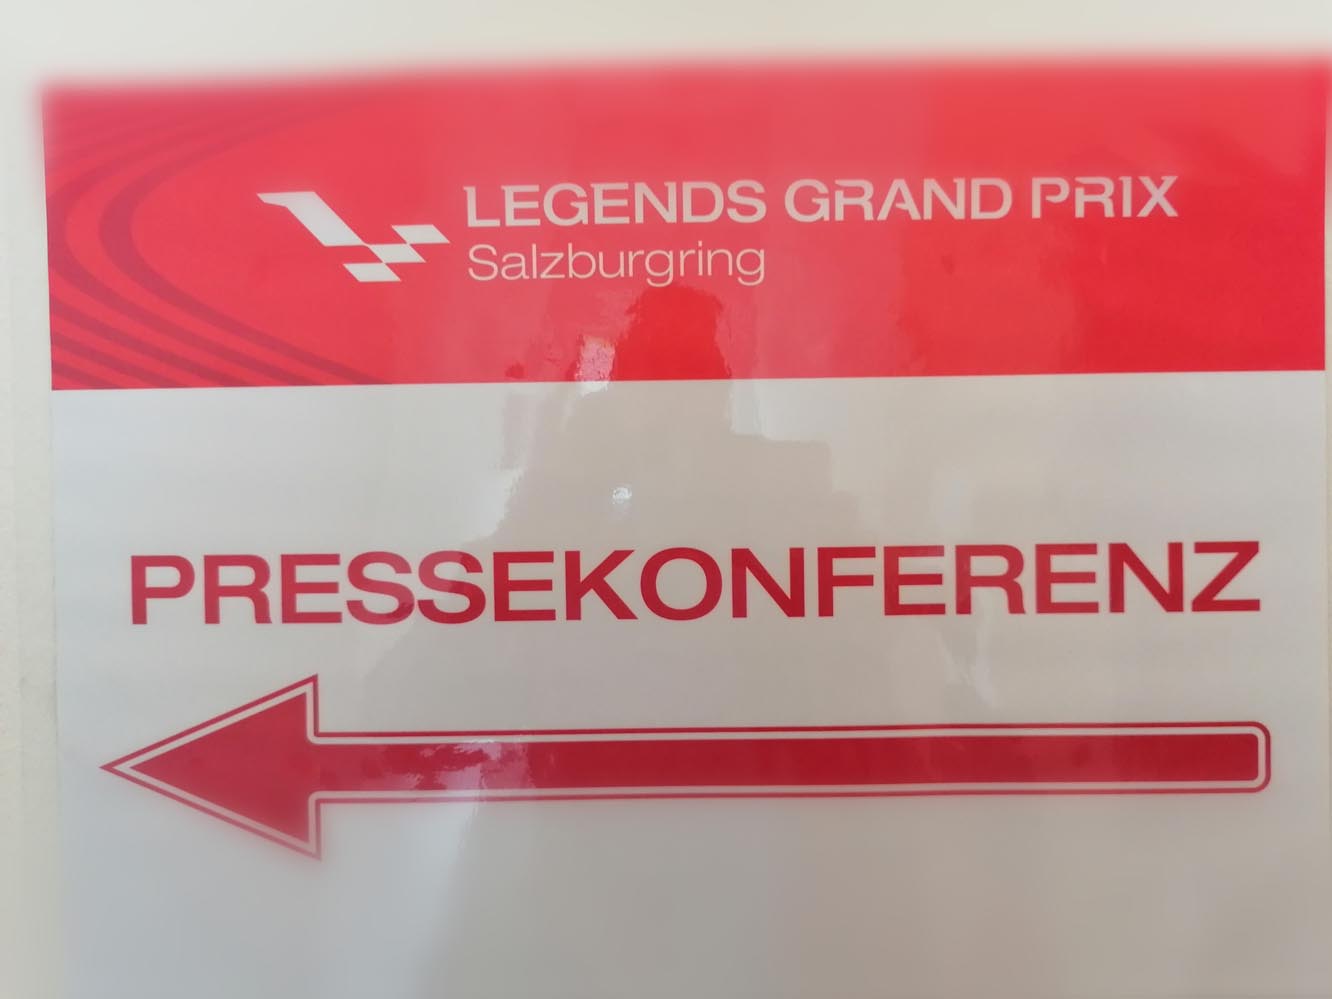 LEGENDS GRAND PRIX
Salzburgring
PRESSEKONFERENZ